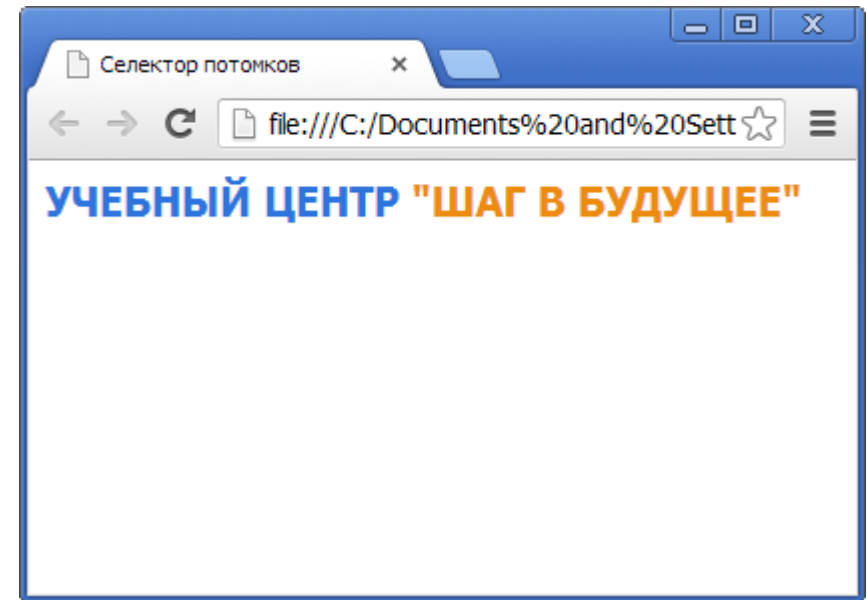 Селектор потомков
file:///C:/Documents%20and%20Sett
УЧЕБНЫЙ ЦЕНТР "ШАГ В БУДУЩЕЕ"